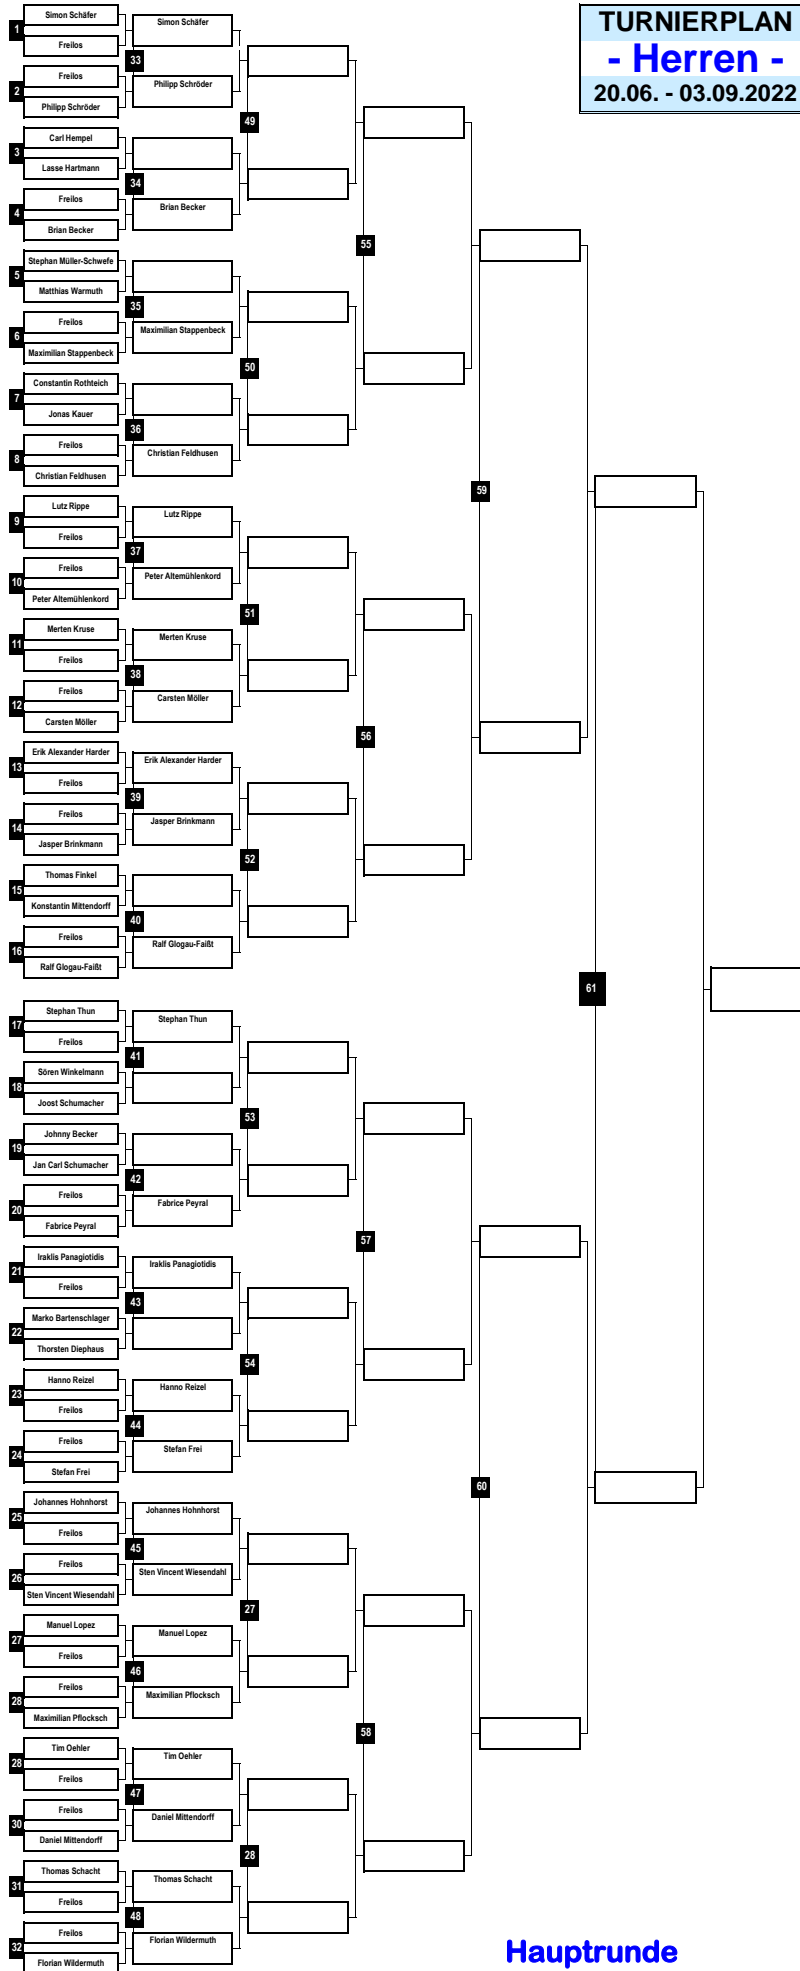 TURNIERPLAN
- Herren -
20.06. - 03.09.2022
1
Simon Schäfer
Freilos
2
Freilos
Philipp Schröder
3
Carl Hempel
Lasse Hartmann
4
Freilos
Brian Becker
5
Stephan Müller-Schwefe
Matthias Warmuth
6
Freilos
Maximilian Stappenbeck
7
Constantin Rothteich
Jonas Kauer
8
Freilos
Christian Feldhusen
9
Lutz Rippe
Freilos
10
Freilos
Peter Altemühlenkord
11
Merten Kruse
Freilos
12
Freilos
Carsten Möller
13
Erik Alexander Harder
Freilos
14
Freilos
Jasper Brinkmann
15
Thomas Finkel
Konstantin Mittendorff
16
Freilos
Ralf Glogau-Faißt
17
Stephan Thun
Freilos
18
Sören Winkelmann
Joost Schumacher
19
Johnny Becker
Jan Carl Schumacher
20
Freilos
Fabrice Peyral
21
Iraklis Panagiotidis
Freilos
22
Marko Bartenschlager
Thorsten Diephaus
23
Hanno Reizel
Freilos
24
Freilos
Stefan Frei
25
Johannes Hohnhorst
Freilos
26
Freilos
Sten Vincent Wiesendahl
27
Manuel Lopez
Freilos
28
Freilos
Maximilian Pflocksch
28
Tim Oehler
Freilos
30
Freilos
Daniel Mittendorff
31
Thomas Schacht
Freilos
32
Freilos
Florian Wildermuth
Simon Schäfer
33
Philipp Schröder
34
Brian Becker
35
Maximilian Stappenbeck
36
Christian Feldhusen
Lutz Rippe
37
Peter Altemühlenkord
Merten Kruse
38
Carsten Möller
Erik Alexander Harder
39
Jasper Brinkmann
40
Ralf Glogau-Faißt
Stephan Thun
41
42
Fabrice Peyral
Iraklis Panagiotidis
43
Hanno Reizel
44
Stefan Frei
Johannes Hohnhorst
45
Sten Vincent Wiesendahl
Manuel Lopez
46
Maximilian Pflocksch
Tim Oehler
47
Daniel Mittendorff
Thomas Schacht
48
Florian Wildermuth
49
50
51
52
53
54
27
28
55
56
57
58
59
60
61
Hauptrunde